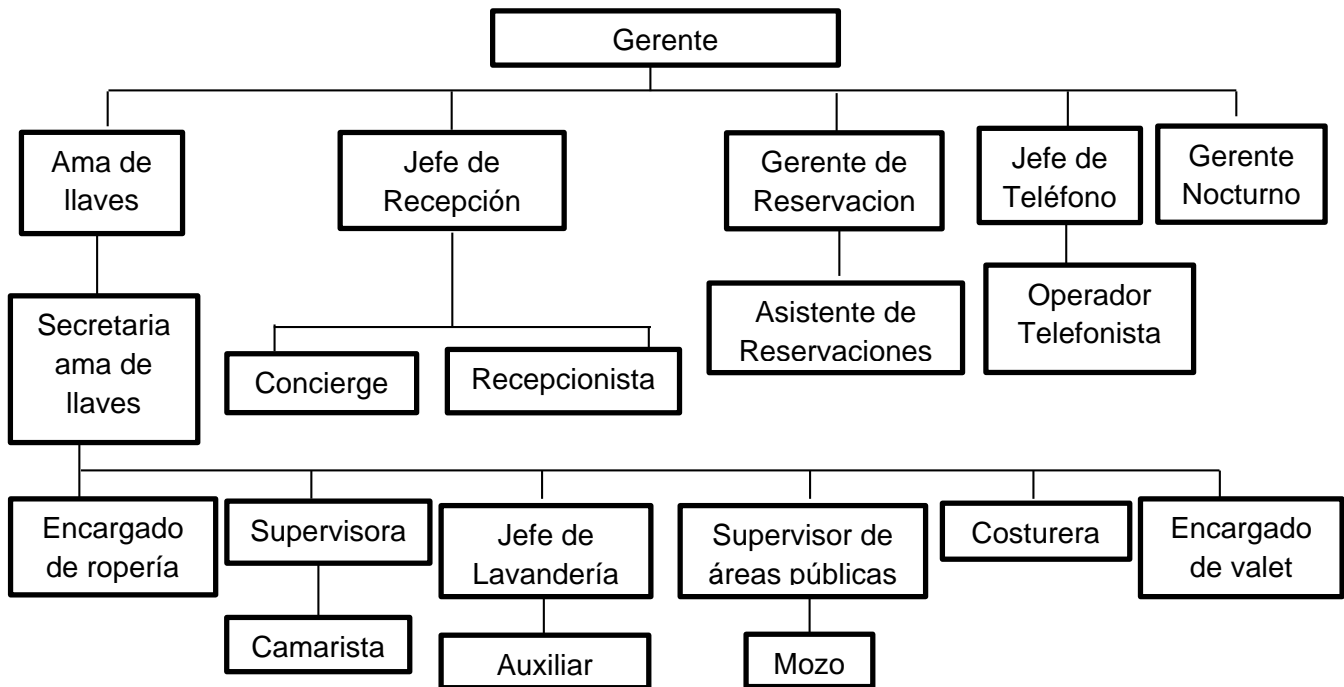 Gerente
Ama de
llaves
Jefe de
Recepción
Gerente de
Reservacion
Jefe de
Teléfono
Gerente
Nocturno
Secretaria
ama de
llaves
Concierge
Recepcionista
Asistente de
Reservaciones
Operador
Telefonista
Encargado
de ropería
Supervisora
Jefe de
Lavandería
Supervisor de
áreas públicas
Costurera
Encargado
de valet
Camarista
Auxiliar
Mozo